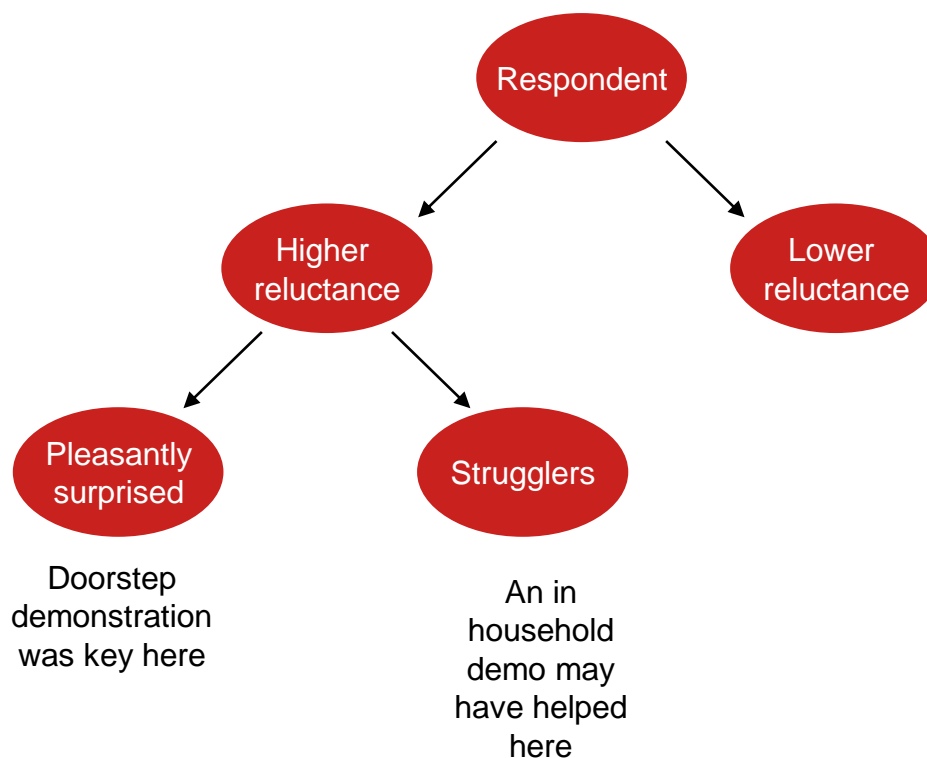 Respondent
Higher
reluctance
Lower
reluctance
Pleasantly
surprised
Strugglers
Doorstep
demonstration
was key here
An in
household
demo may
have helped
here